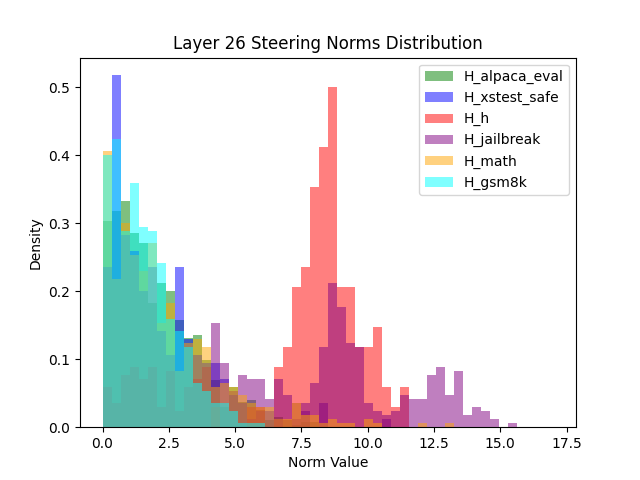 Layer 26 Steering Norms Distribution
H_alpaca_eval
H_xstest_safe
H_h
H_jailbreak
H_math
H_gsm8k
0.5
0.4
0.3
0.2
0.1
0.0
Density
0.0 2.5 5.0 7.5 10.0 12.5 15.0 17.5
Norm Value